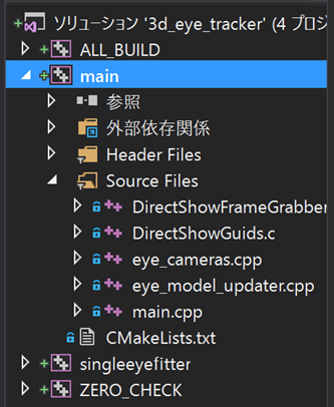 ソリューション '3d_eye_tracker' (4 プロジ
ALL_BUILD
main
参照
外部依存関係
Header Files
Source Files
DirectShowFrameGrabber
DirectShowGuids.c
eye_cameras.cpp
eye_model_updater.cpp
main.cpp
CMakeLists.txt
singleeyefitter
ZERO_CHECK